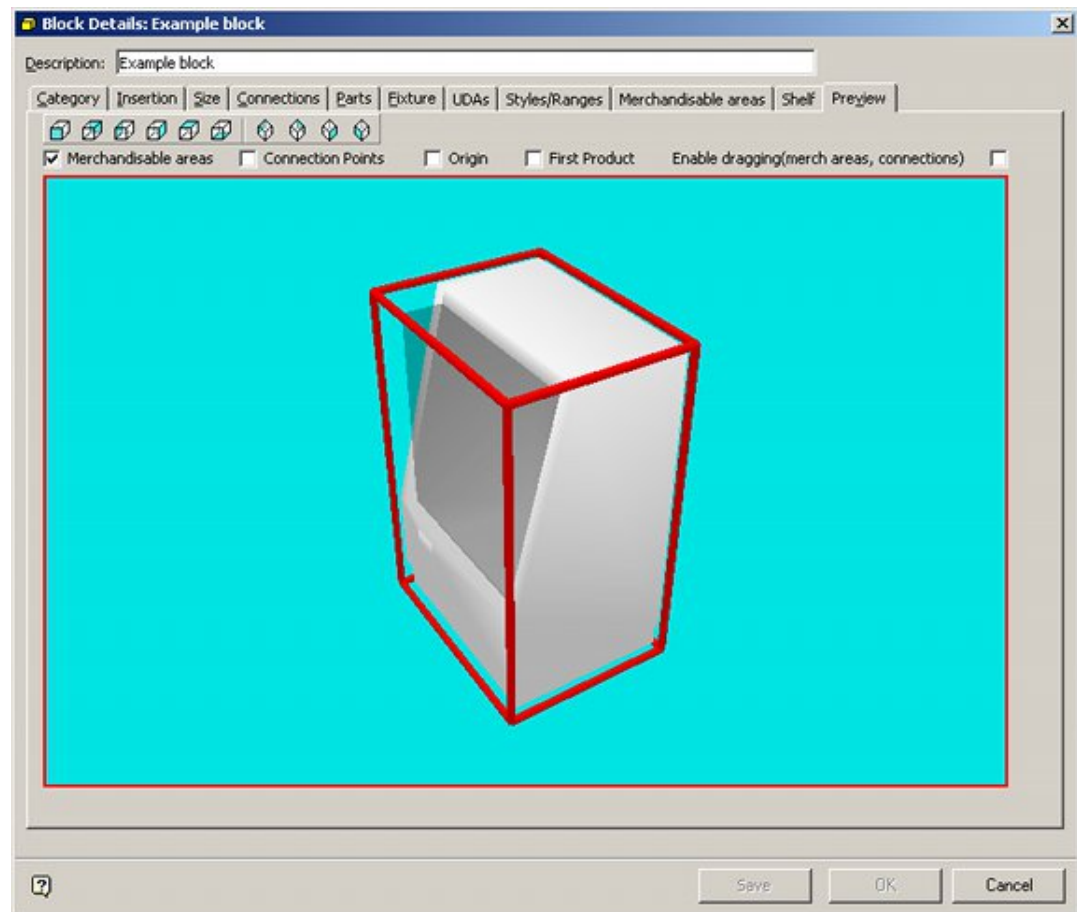 Block Details: Example block
Description: Example block
Category Insertion Size Connections Parts Fixture UDAs Styles/Ranges Merchandisable areas Shelf Preview
Merchandisable areas Connection Points Origin First Product Enable dragging(merch areas, connections)
Save OK Cancel